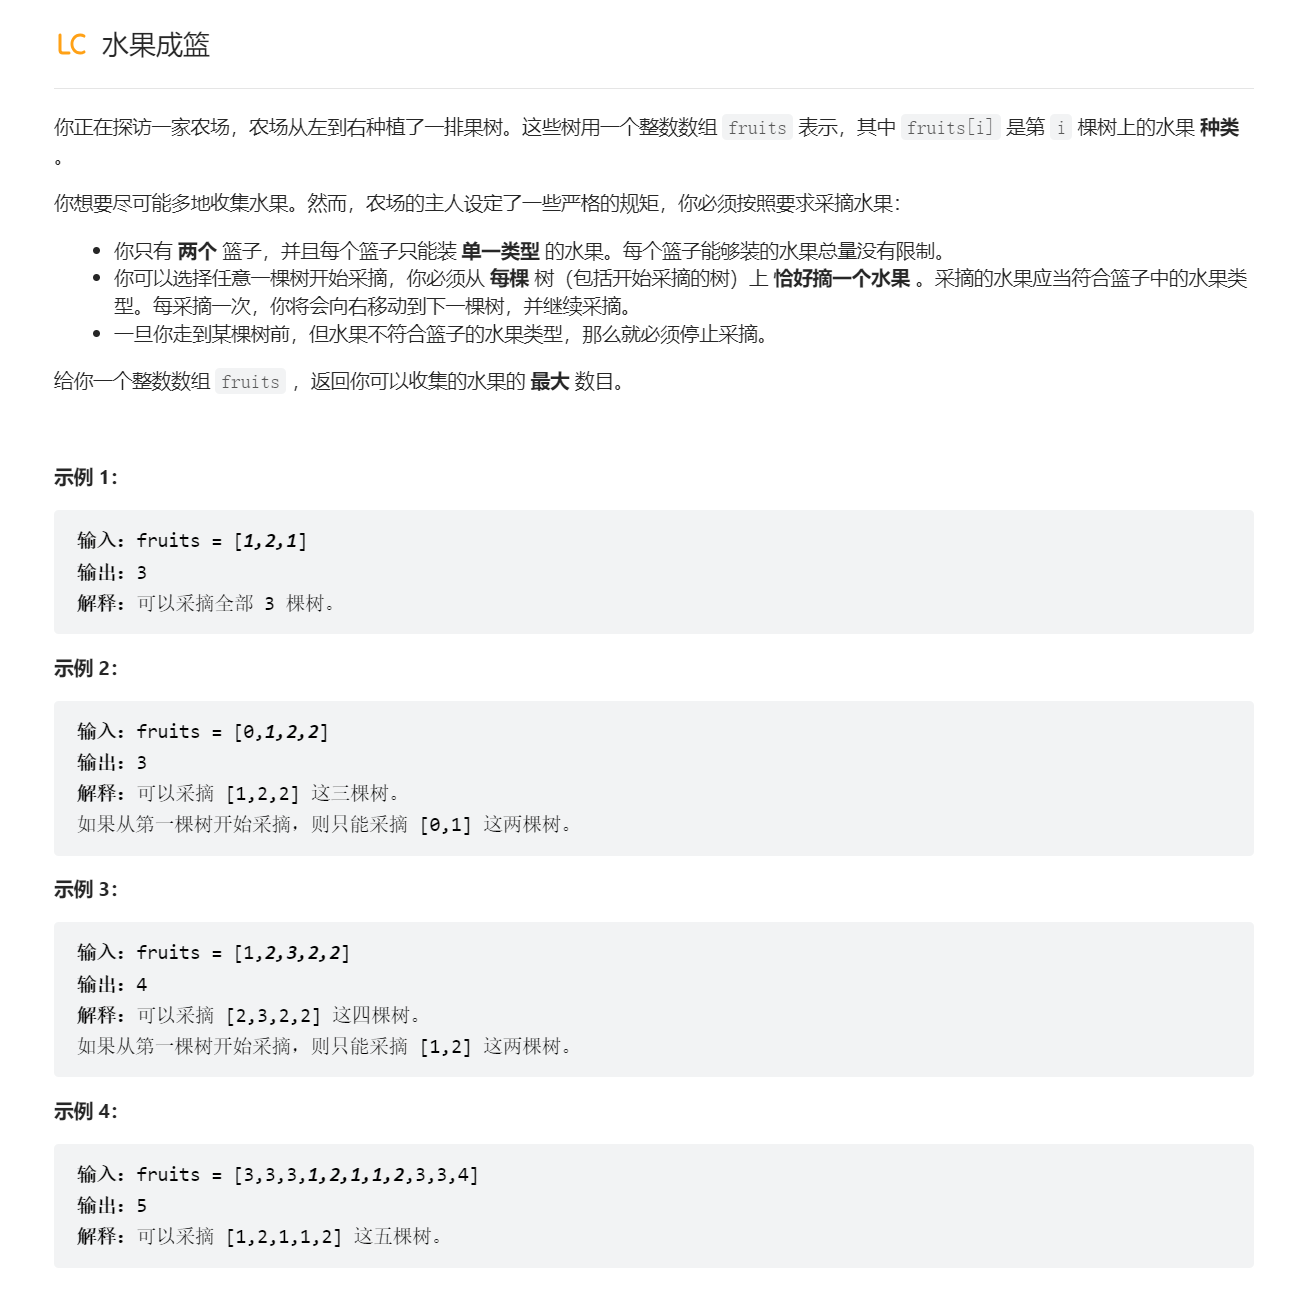 LC 水果成篮
你正在探访一家农场，农场从左到右种植了一排果树。这些树用一个整数数组 fruits 表示，其中 fruits[i] 是第 i 棵树上的水果 种类
。
你想要尽可能多地收集水果。然而，农场的主人设定了一些严格的规矩，你必须按照要求采摘水果：
• 你只有 两个 篮子，并且每个篮子只能装 单一类型 的水果。每个篮子能够装的水果总量没有限制。
• 你可以选择任意一棵树开始采摘，你必须从 每棵 树（包括开始采摘的树）上 恰好摘一个水果 。采摘的水果应当符合篮子中的水果类
型。每采摘一次，你将会向右移动到下一棵树，并继续采摘。
• 一旦你走到某棵树前，但水果不符合篮子的水果类型，那么就必须停止采摘。
给你一个整数数组 fruits ，返回你可以收集的水果的 最大 数目。
示例 1：
输入：fruits = [1,2,1]
输出：3
解释：可以采摘全部 3 棵树。
示例 2：
输入：fruits = [0,1,2,2]
输出：3
解释：可以采摘 [1,2,2] 这三棵树。
如果从第一棵树开始采摘，则只能采摘 [0,1] 这两棵树。
示例 3：
输入：fruits = [1,2,3,2,2]
输出：4
解释：可以采摘 [2,3,2,2] 这四棵树。
如果从第一棵树开始采摘，则只能采摘 [1,2] 这两棵树。
示例 4：
输入：fruits = [3,3,3,1,2,1,1,2,3,3,4]
输出：5
解释：可以采摘 [1,2,1,1,2] 这五棵树。